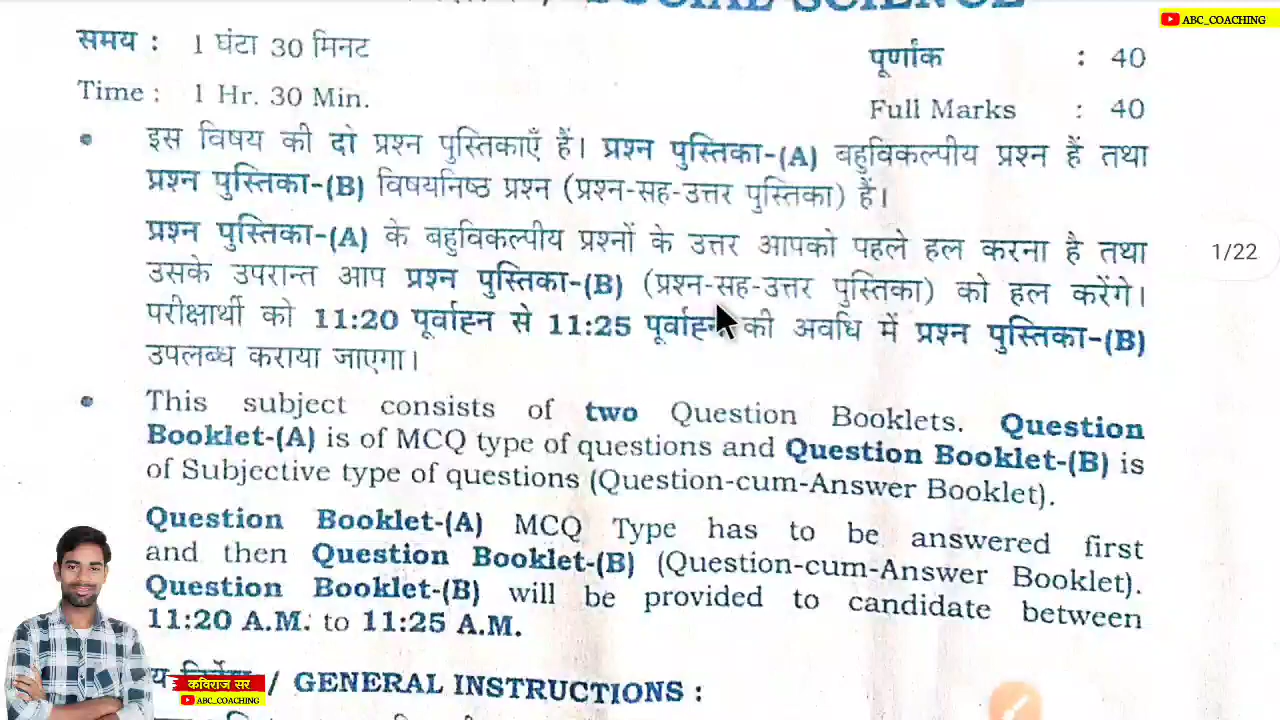 SOCIAL SCIENCE
ABC_COACHING
समय : 1 घंटा 30 मिनट
पूर्णांक : 40
Time : 1 Hr. 30 Min.
Full Marks : 40
• इस विषय की दो प्रश्न पुस्तिकाएँ हैं। प्रश्न पुस्तिका-(A) बहुविकल्पीय प्रश्न हैं तथा
प्रश्न पुस्तिका-(B) विषयनिष्ठ प्रश्न (प्रश्न-सह-उत्तर पुस्तिका) हैं।
प्रश्न पुस्तिका-(A) के बहुविकल्पीय प्रश्नों के उत्तर आपको पहले हल करना है तथा
उसके उपरान्त आप प्रश्न पुस्तिका-(B) (प्रश्न-सह-उत्तर पुस्तिका) को हल करेंगे।
परीक्षार्थी को 11:20 पूर्वाह्न से 11:25 पूर्वाह्न की अवधि में प्रश्न पुस्तिका-(B)
उपलब्ध कराया जाएगा।
1/22
• This subject consists of two Question Booklets. Question
Booklet-(A) is of MCQ type of questions and Question Booklet-(B) is
of Subjective type of questions (Question-cum-Answer Booklet).
Question Booklet-(A) MCQ Type has to be answered first
and then Question Booklet-(B) (Question-cum-Answer Booklet).
Question Booklet-(B) will be provided to candidate between
11:20 A.M. to 11:25 A.M.
/ GENERAL INSTRUCTIONS :
कविराज सर
ABC_COACHING